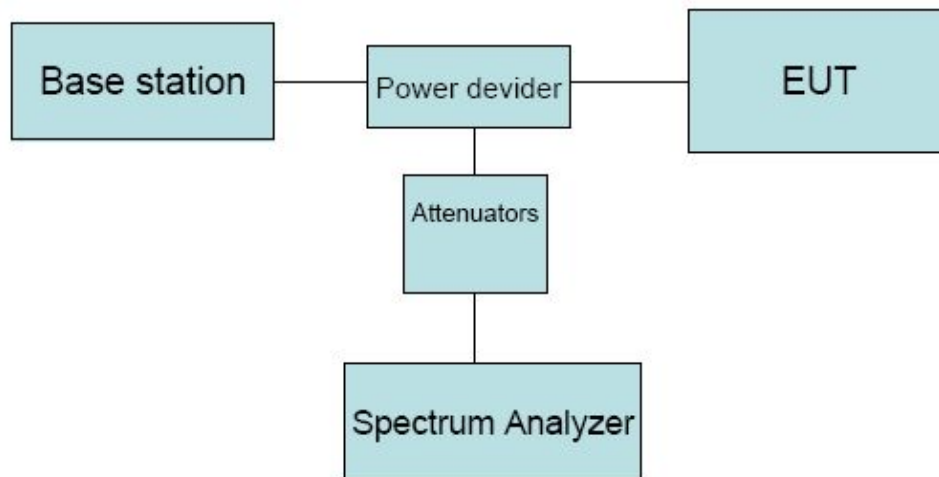 Base station
Power devider
EUT
Attenuators
Spectrum Analyzer